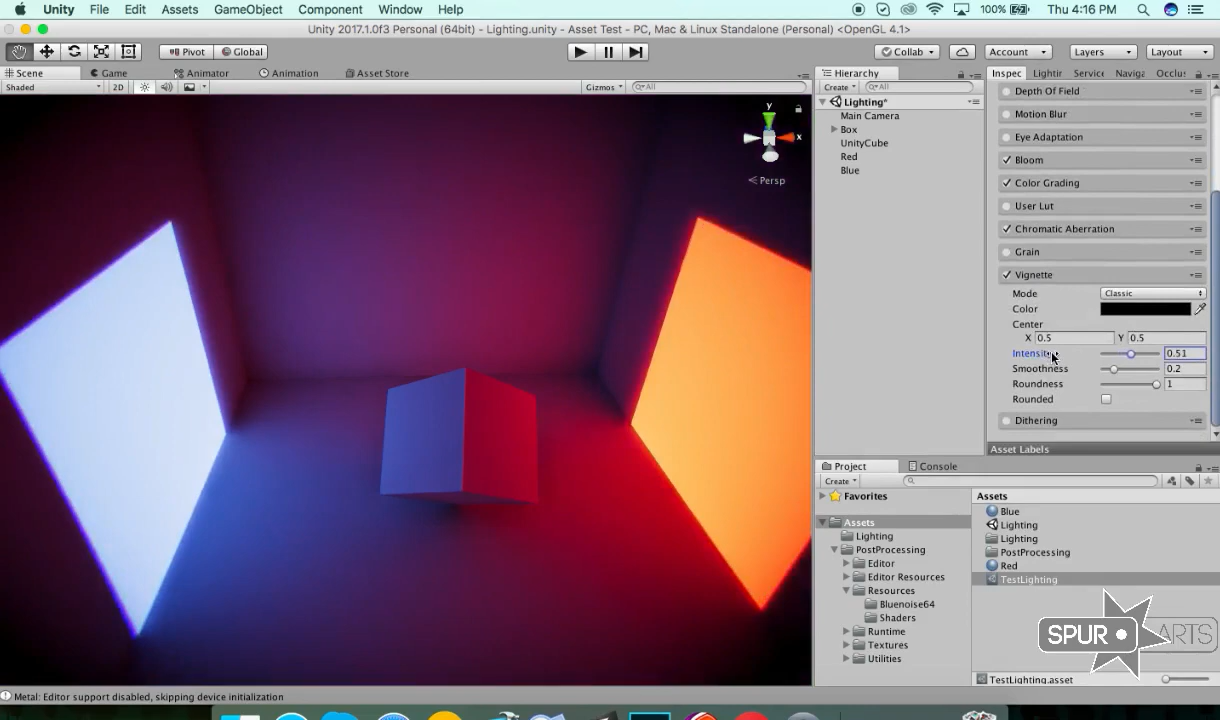 Unity File Edit Assets GameObject Component Window Help 100% Thu 4:16 PM
Unity 2017.1.0f3 Personal (64bit) - Lighting.unity - Asset Test - PC, Mac & Linux Standalone (Personal) <OpenGL 4.1>
Pivot Global Collab Account Layers Layout
Scene Game Animator Animation Asset Store Hierarchy Inspec Lightir Service Naviga Occlu:
Shaded 2D Gizmos All Create All
Depth Of Field
Lighting*
y
Motion Blur
Main Camera
x
Eye Adaptation
Box
UnityCube
Persp
Bloom
Red
Blue
Color Grading
User Lut
Chromatic Aberration
Grain
Vignette
Mode Classic
Color
Center
X 0.5 Y 0.5
Intensit 0.51
Smoothness 0.2
Roundness 1
Rounded
Dithering
Asset Labels
Project Console
Create
Favorites Assets
Assets Blue
Lighting Lighting
PostProcessing Lighting
Editor PostProcessing
Editor Resources Red
Resources TestLighting
Bluenoise64
Shaders
Runtime
Textures
Utilities
SPUR ARTS
TestLighting.asset
Metal: Editor support disabled, skipping device initialization